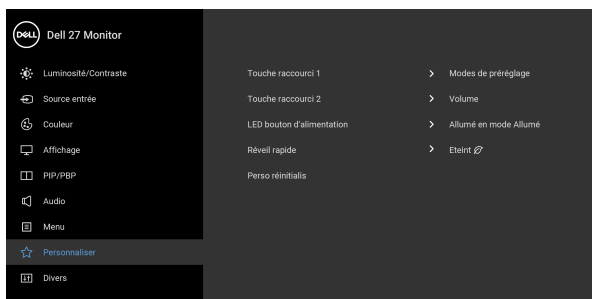 DELL Dell 27 Monitor
Luminosité/Contraste
Source entrée
Couleur
Affichage
PIP/PBP
Audio
Menu
Personnaliser
Divers
Touche raccourci 1 > Modes de préréglage
Touche raccourci 2 > Volume
LED bouton d'alimentation > Allumé en mode Allumé
Réveil rapide > Eteint
Perso réinitialis